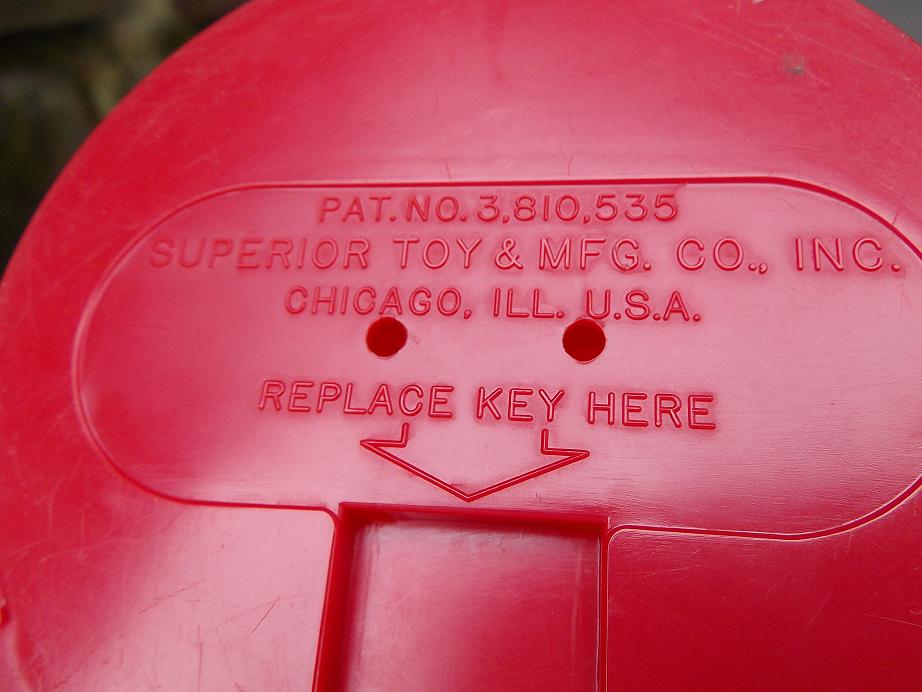 PAT. NO. 3,810,535
SUPERIOR TOY & MFG. CO., INC.
CHICAGO, ILL. U.S.A.
REPLACE KEY HERE